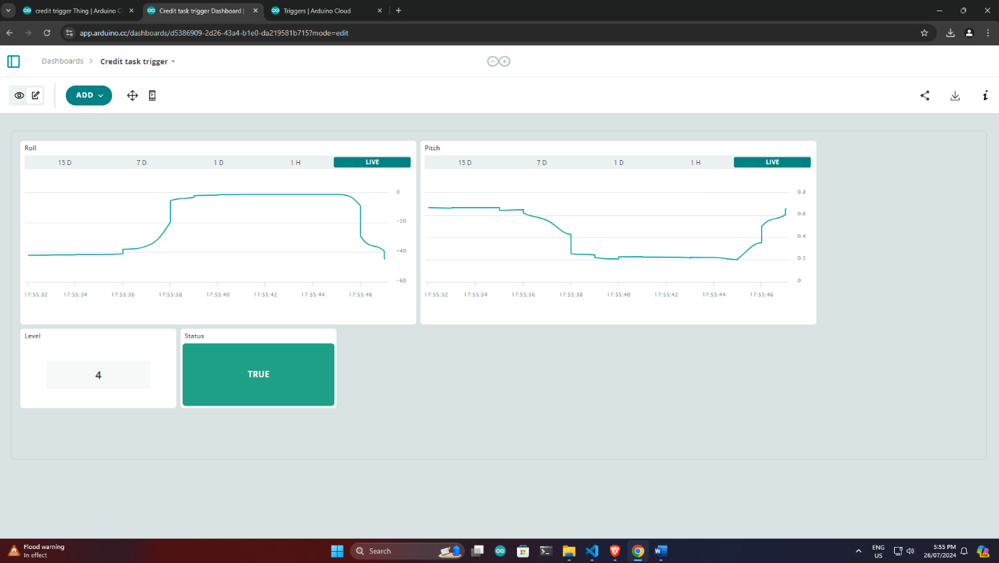 credit trigger Thing | Arduino C
Credit task trigger Dashboard |
Triggers | Arduino Cloud
app.arduino.cc/dashboards/d5386909-2d26-43a4-b1e0-da219581b715?mode=edit
Dashboards > Credit task trigger
ADD
Roll
15 D 7 D 1 D 1 H LIVE
0
−20
−40
−60
17:55:32 17:55:34 17:55:36 17:55:38 17:55:40 17:55:42 17:55:44 17:55:46
Pitch
15 D 7 D 1 D 1 H LIVE
0.8
0.6
0.4
0.2
0
17:55:32 17:55:34 17:55:36 17:55:38 17:55:40 17:55:42 17:55:44 17:55:46
Level
4
Status
TRUE
Flood warning
In effect
Search
ENG
US
5:55 PM
26/07/2024